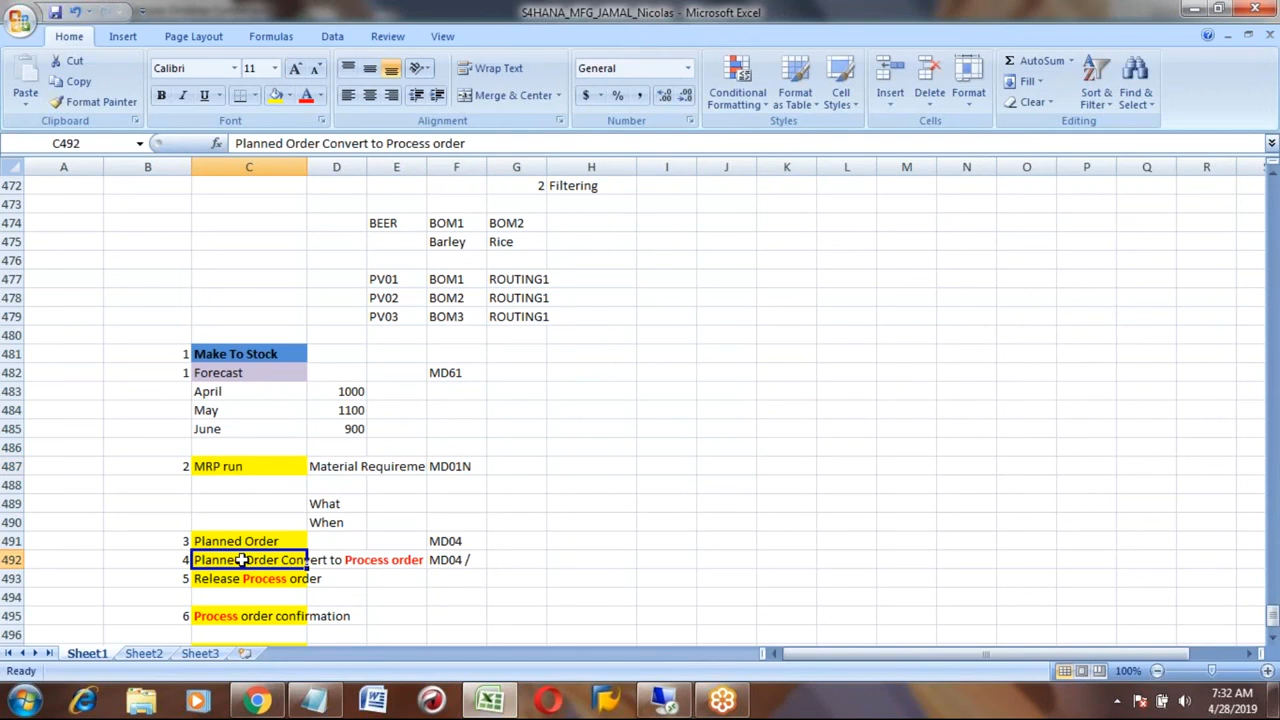 S4HANA_MFG_JAMAL_Nicolas - Microsoft Excel
Home Insert Page Layout Formulas Data Review View
Paste
Cut
Copy
Format Painter
Clipboard
Calibri 11
B I U
Font
Wrap Text
Merge & Center
Alignment
General
$ % ,
Number
Conditional Formatting
Format as Table
Cell Styles
Styles
Insert
Delete
Format
Cells
AutoSum
Fill
Clear
Sort & Filter
Find & Select
Editing
C492 fx Planned Order Convert to Process order
A B C D E F G H I J K L M N O P Q R
472 2 Filtering
473
474 BEER BOM1 BOM2
475 Barley Rice
476
477 PV01 BOM1 ROUTING1
478 PV02 BOM2 ROUTING1
479 PV03 BOM3 ROUTING1
480
481 1 Make To Stock
482 1 Forecast MD61
483 April 1000
484 May 1100
485 June 900
486
487 2 MRP run Material Requireme MD01N
488
489 What
490 When
491 3 Planned Order MD04
492 4 Planned Order Convert to Process order MD04 /
493 5 Release Process order
494
495 6 Process order confirmation
496
Sheet1 Sheet2 Sheet3
Ready 100%
7:32 AM
4/28/2019